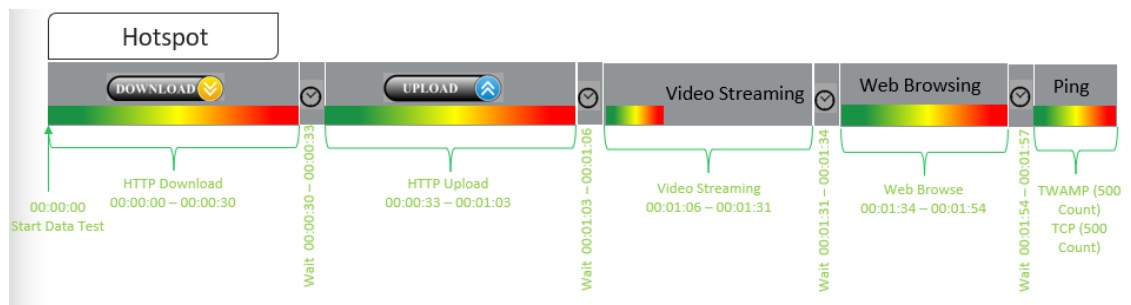 Hotspot
DOWNLOAD
UPLOAD
Video Streaming
Web Browsing
Ping
00:00:00
Start Data Test
HTTP Download
00:00:00 – 00:00:30
Wait 00:00:30 – 00:00:33
HTTP Upload
00:00:33 – 00:01:03
Wait 00:01:03 – 00:01:06
Video Streaming
00:01:06 – 00:01:31
Wait 00:01:31 – 00:01:34
Web Browse
00:01:34 – 00:01:54
Wait 00:01:54 – 00:01:57
TWAMP (500
Count)
TCP (500
Count)